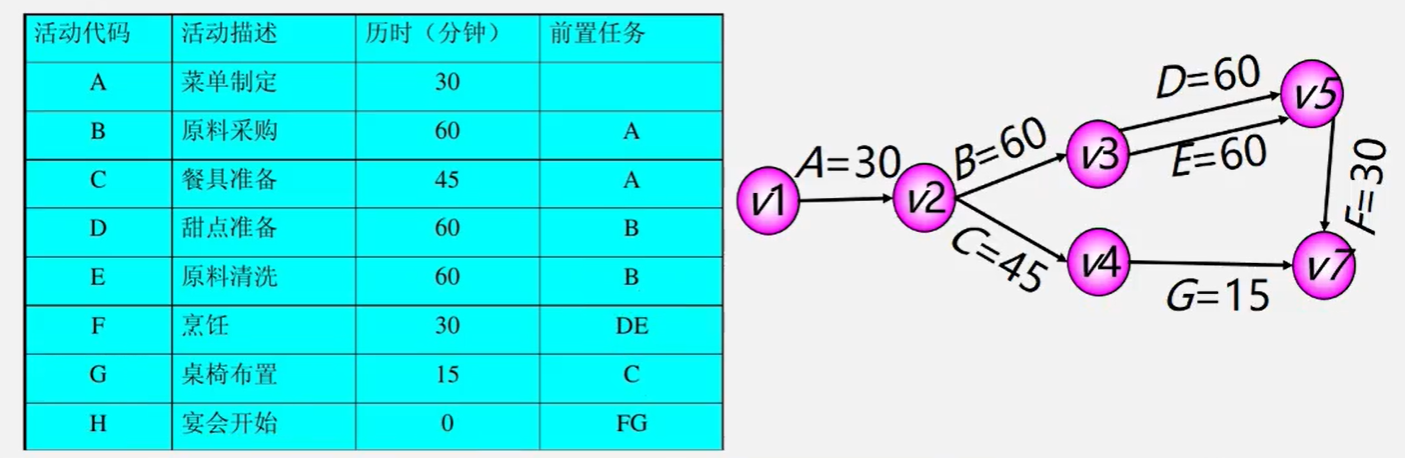 活动代码 活动描述 历时（分钟） 前置任务
A 菜单制定 30
B 原料采购 60 A
C 餐具准备 45 A
D 甜点准备 60 B
E 原料清洗 60 B
F 烹饪 30 DE
G 桌椅布置 15 C
H 宴会开始 0 FG
v1
A=30
v2
B=60
C=45
v3
v4
D=60
E=60
G=15
v5
F=30
v7